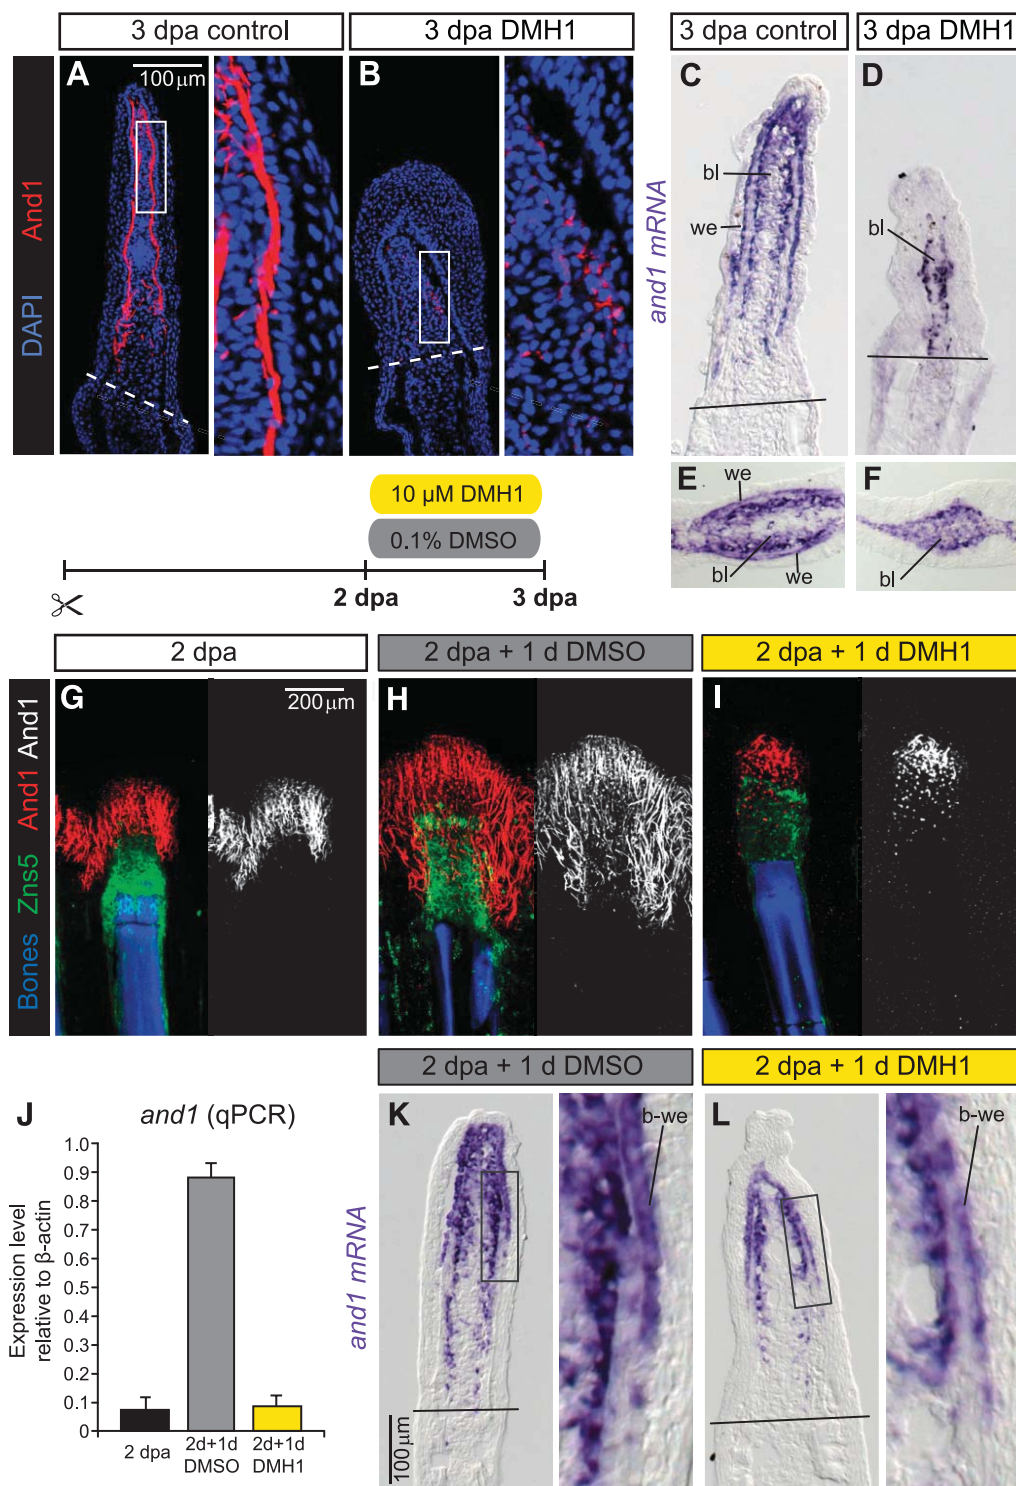 3 dpa control
3 dpa DMH1
3 dpa control
3 dpa DMH1
DAPI And1
A
100 µm
B
and1 mRNA
C
bl
we
D
bl
E
we
bl
we
F
bl
10 µM DMH1
0.1% DMSO
2 dpa
3 dpa
2 dpa
2 dpa + 1 d DMSO
2 dpa + 1 d DMH1
Bones Zns5 And1 And1
G
200 µm
H
I
2 dpa + 1 d DMSO
2 dpa + 1 d DMH1
J
and1 (qPCR)
Expression level
relative to β-actin
1.0
0.9
0.8
0.7
0.6
0.5
0.4
0.3
0.2
0.1
0
2 dpa
2d+1d
DMSO
2d+1d
DMH1
and1 mRNA
K
100 µm
b-we
L
b-we